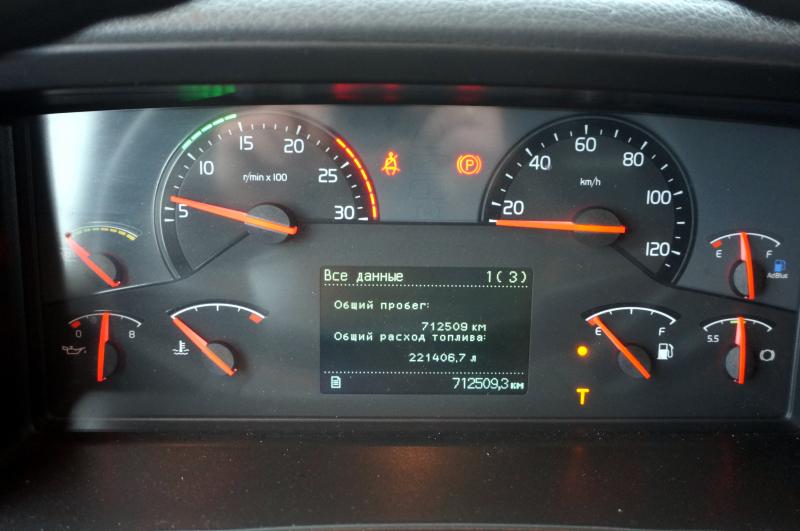 5
10
15
20
25
30
r/min x 100
P
20
40
60
80
100
120
km/h
E F
AdBlue
0 8
Все данные 1(3)
Общий пробег:
712509 км
Общий расход топлива:
221406,7 л
712509,3 км
E F
T
5.5